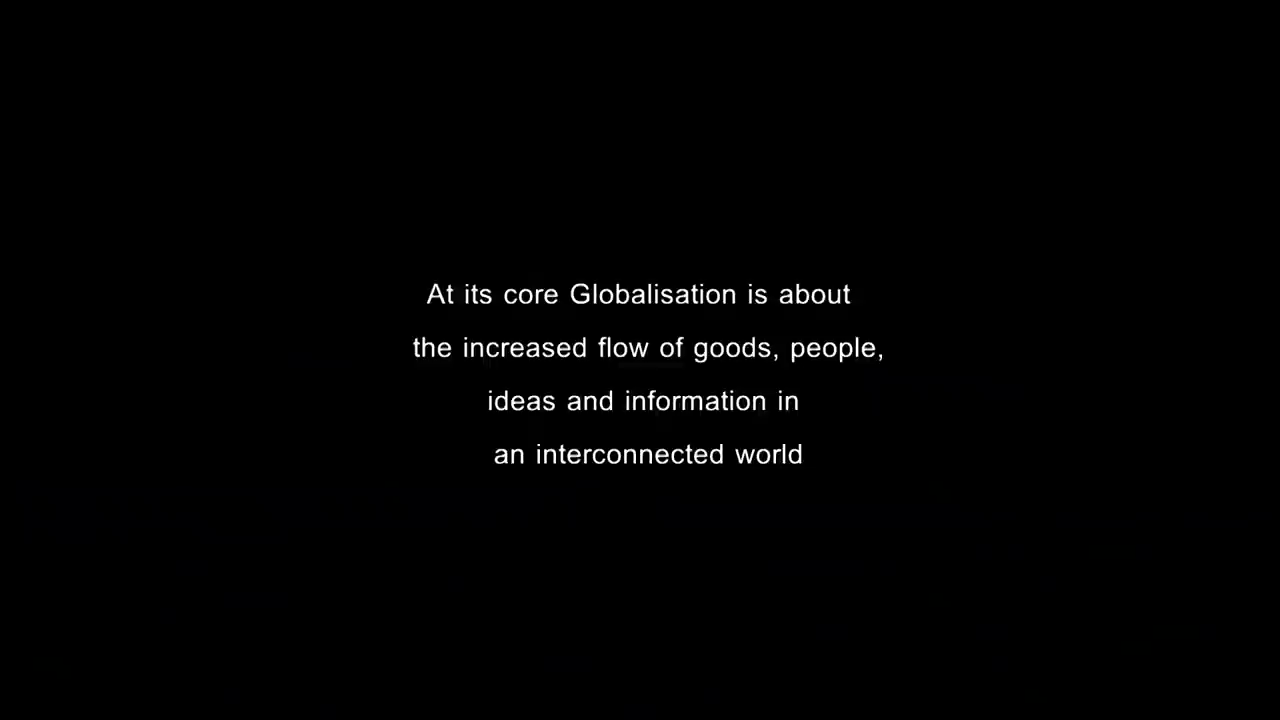 At its core Globalisation is about
the increased flow of goods, people,
ideas and information in
an interconnected world